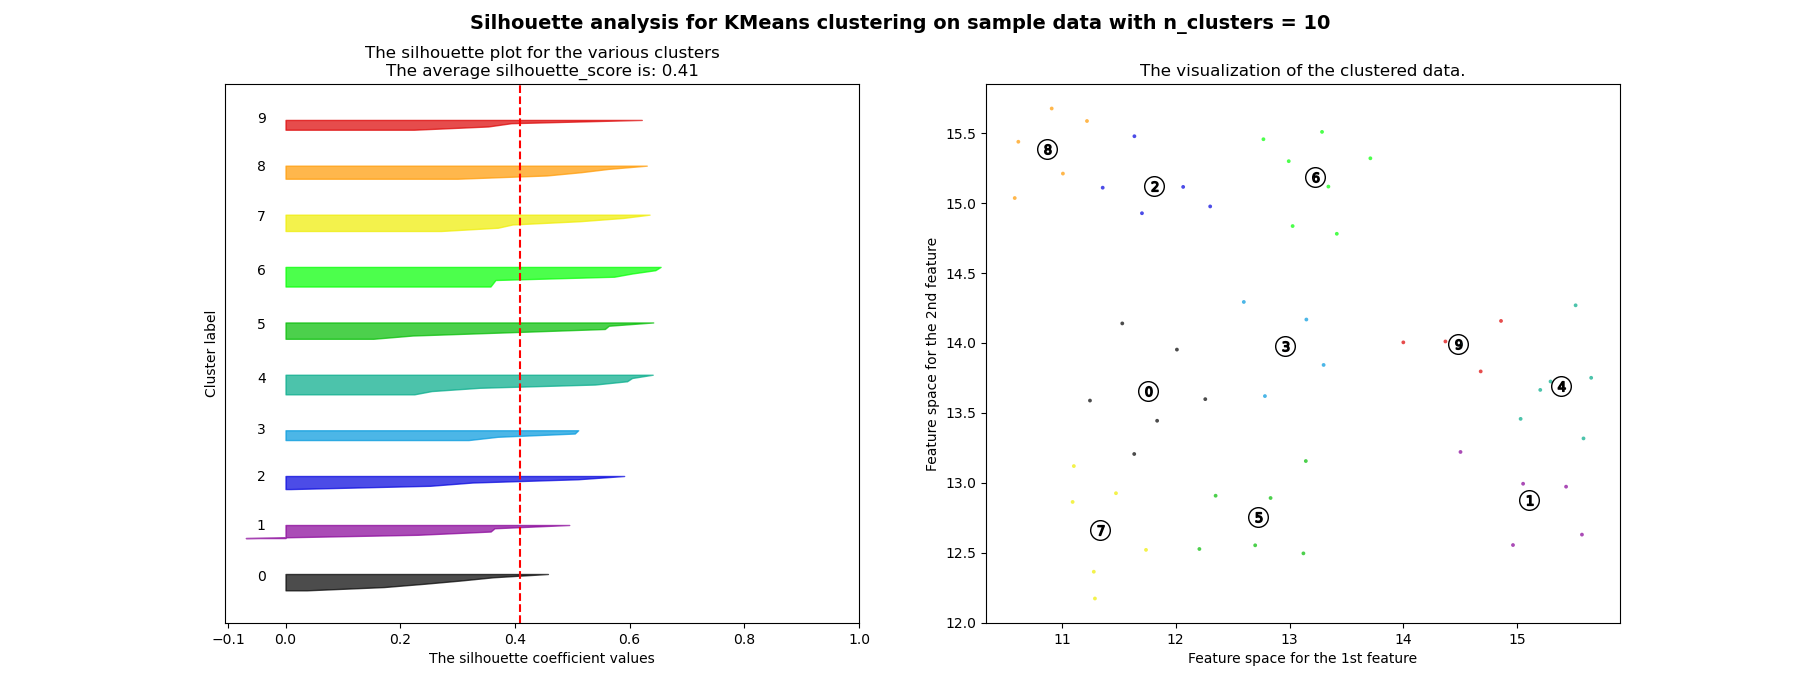 Silhouette analysis for KMeans clustering on sample data with n_clusters = 10
The silhouette plot for the various clusters
The average silhouette_score is: 0.41
9
8
7
6
5
4
3
2
1
0
Cluster label
−0.1 0.0 0.2 0.4 0.6 0.8 1.0
The silhouette coefficient values
The visualization of the clustered data.
15.5
15.0
14.5
14.0
13.5
13.0
12.5
12.0
Feature space for the 2nd feature
8
6
2
9
3
4
0
1
5
7
11 12 13 14 15
Feature space for the 1st feature